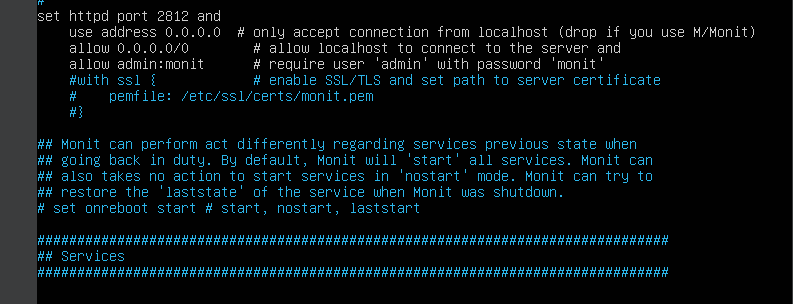 #
set httpd port 2812 and
    use address 0.0.0.0  # only accept connection from localhost (drop if you use M/Monit)
    allow 0.0.0.0/0        # allow localhost to connect to the server and
    allow admin:monit      # require user 'admin' with password 'monit'
    #with ssl {            # enable SSL/TLS and set path to server certificate
    #    pemfile: /etc/ssl/certs/monit.pem
    #}
## Monit can perform act differently regarding services previous state when
## going back in duty. By default, Monit will 'start' all services. Monit can
## also takes no action to start services in 'nostart' mode. Monit can try to
## restore the 'laststate' of the service when Monit was shutdown.
# set onreboot start # start, nostart, laststart
###############################################################################
## Services
###############################################################################